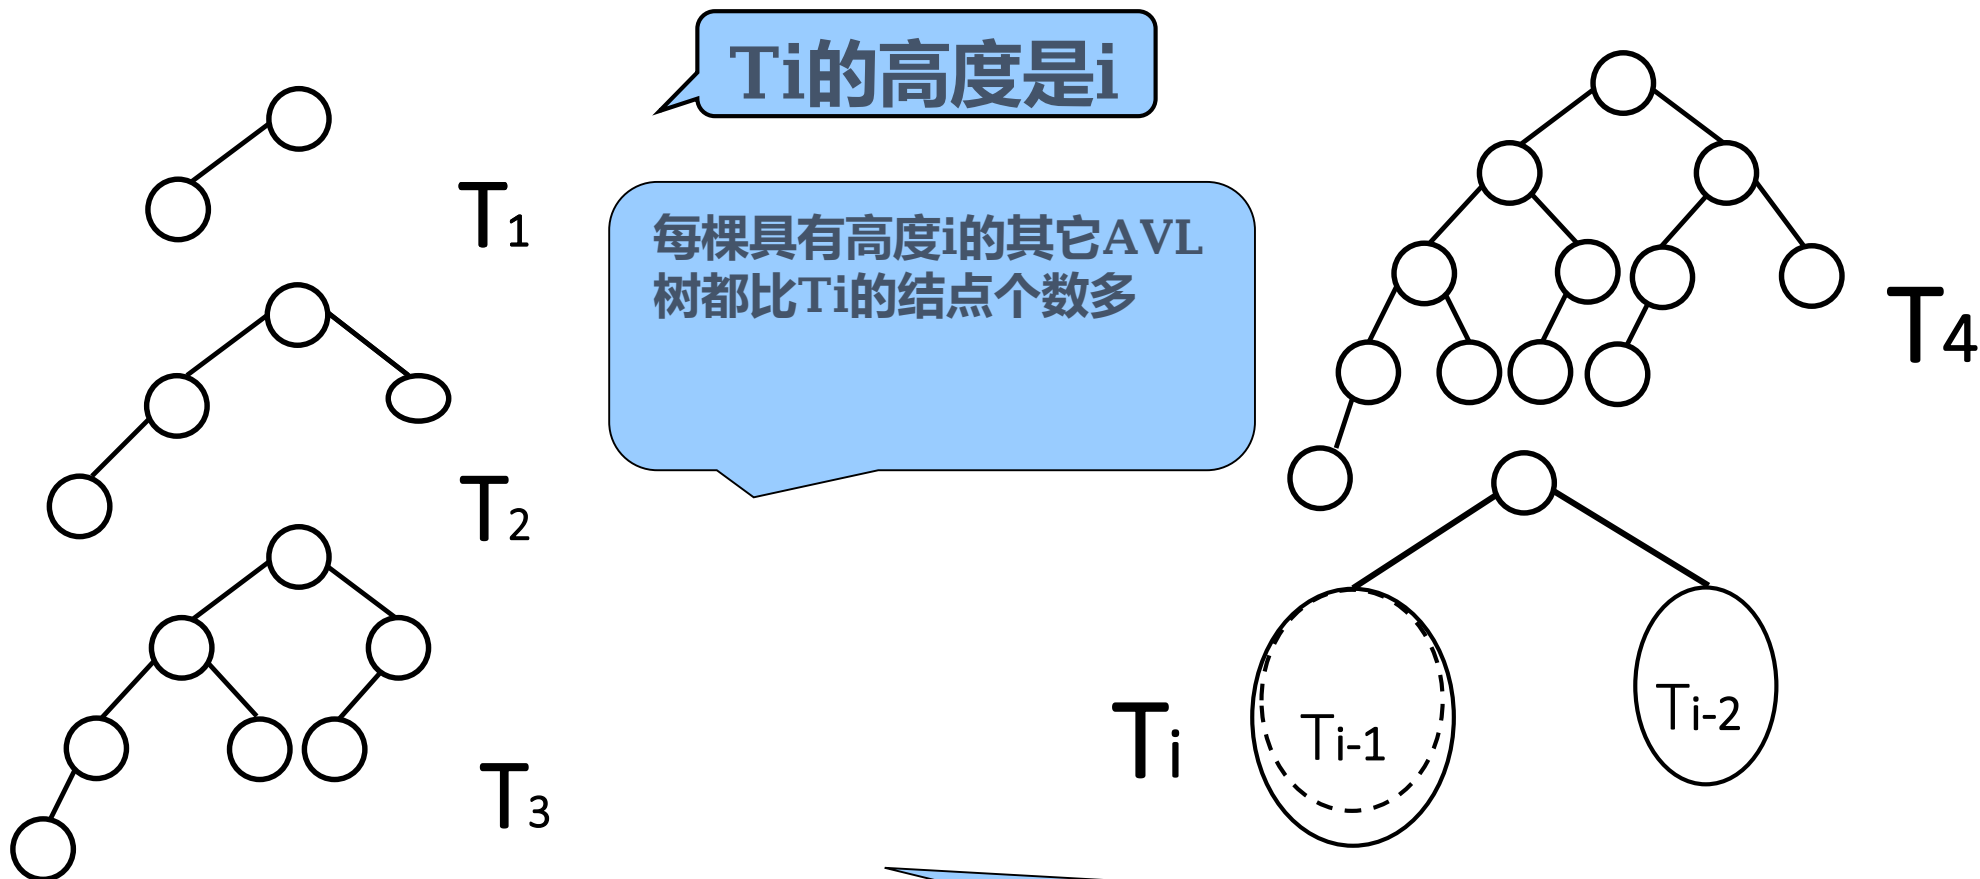 Ti的高度是i
T1
每棵具有高度i的其它AVL
树都比Ti的结点个数多
T4
T2
T3
Ti
Ti-1
Ti-2